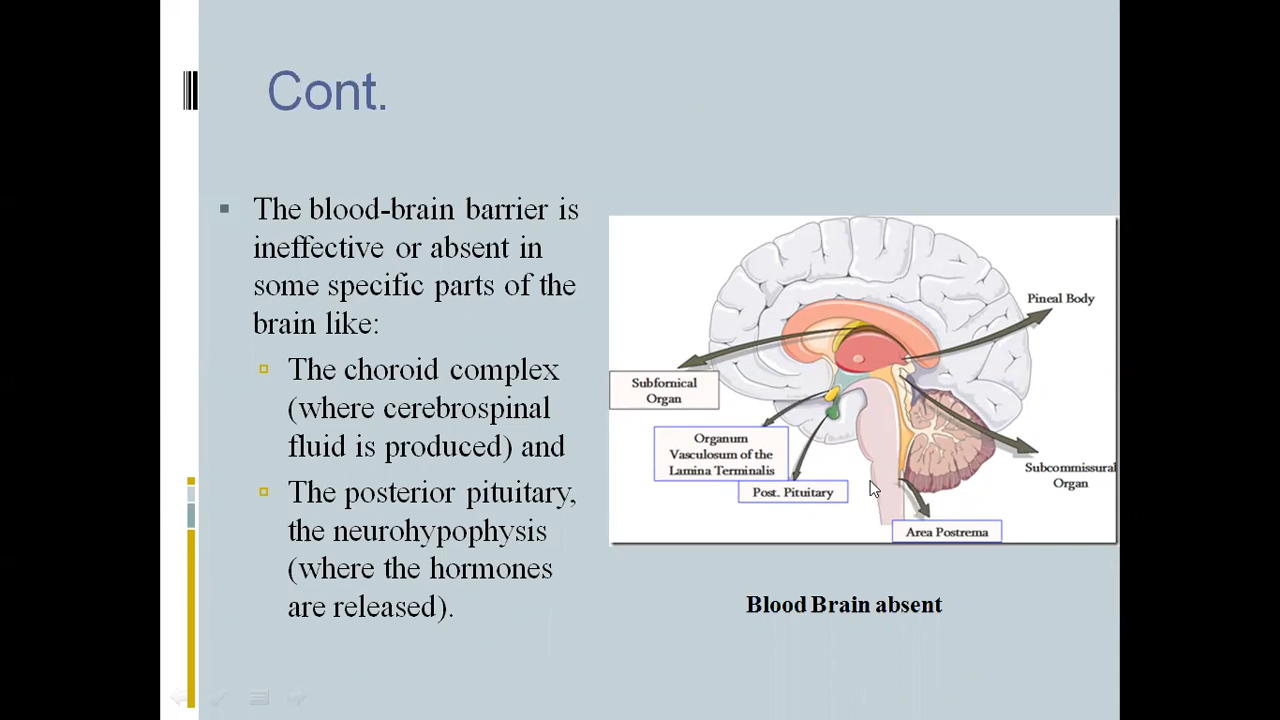 Cont.
The blood-brain barrier is
ineffective or absent in
some specific parts of the
brain like:
The choroid complex
(where cerebrospinal
fluid is produced) and
The posterior pituitary,
the neurohypophysis
(where the hormones
are released).
Pineal Body
Subfornical
Organ
Organum
Vasculosum of the
Lamina Terminalis
Post. Pituitary
Subcommissural
Organ
Area Postrema
Blood Brain absent